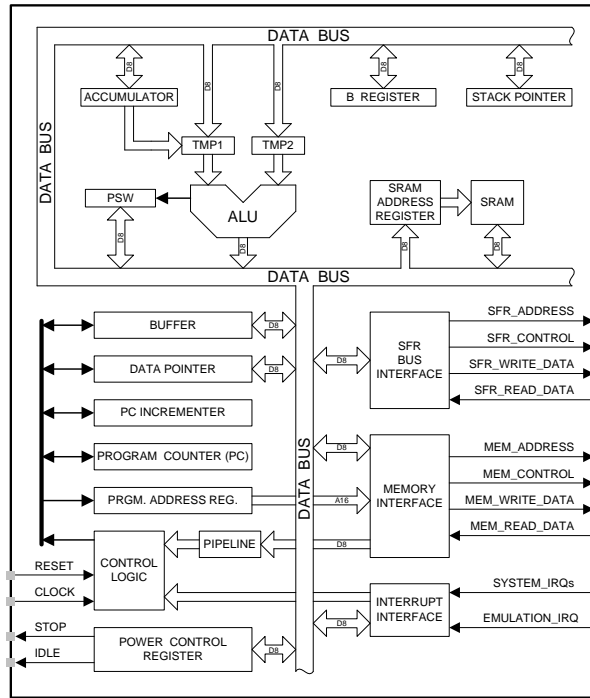 DATA BUS
D8
D8
D8
D8
D8
ACCUMULATOR
B REGISTER
STACK POINTER
DATA BUS
TMP1
TMP2
PSW
ALU
SRAM
ADDRESS
REGISTER
SRAM
D8
D8
D8
D8
DATA BUS
BUFFER
D8
DATA POINTER
D8
PC INCREMENTER
PROGRAM COUNTER (PC)
PRGM. ADDRESS REG.
A16
DATA BUS
SFR
BUS
INTERFACE
D8
SFR_ADDRESS
SFR_CONTROL
SFR_WRITE_DATA
SFR_READ_DATA
D8
MEMORY
INTERFACE
MEM_ADDRESS
MEM_CONTROL
MEM_WRITE_DATA
MEM_READ_DATA
CONTROL
LOGIC
PIPELINE
D8
RESET
CLOCK
STOP
IDLE
POWER CONTROL
REGISTER
D8
INTERRUPT
INTERFACE
D8
SYSTEM_IRQs
EMULATION_IRQ